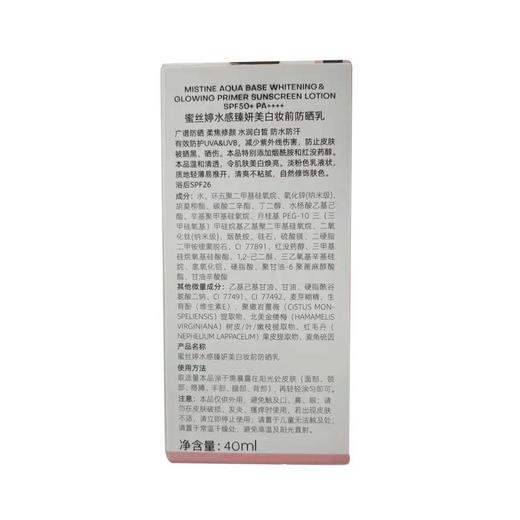 MISTINE AQUA BASE WHITENING &
GLOWING PRIMER SUNSCREEN LOTION
SPF50+ PA++++
蜜丝婷水感臻妍美白妆前防晒乳
广谱防晒 柔焦修颜 水润白皙 防水防汗
有效防护UVA&UVB，减少紫外线伤害，防止皮肤
被晒黑、晒伤。本品特别添加烟酰胺和红没药醇。
本品温和清透，令肌肤水润、美白焕亮。淡粉色乳液状，
质地轻薄易推开，清爽不粘腻，自然修饰肤色。
浴后SPF26
成分：水、环五聚二甲基硅氧烷、氧化锌(纳米级)、
胡莫柳酯、碳酸二辛酯、丁二醇、水杨酸乙基己
酯、辛基聚甲基硅氧烷、月桂基 PEG-10 三（三
甲硅氧基）甲硅烷基乙基聚二甲基硅氧烷、二氧
化钛(纳米级)、烟酰胺、硅石、硫酸镁、二硬脂
二甲铵锂蒙脱石、CI 77891、红没药醇、三甲基
硅烷氧基硅酸酯、1,2-己二醇、三乙氧基辛基硅
烷、氢氧化铝、硬脂酸、聚甘油-6 聚蓖麻醇酸
酯、甘油辛酸酯
其他微量成分：乙基己基甘油、甘油、硬脂酰谷
氨酸二钠、CI 77491、CI 77492、麦芽糊精、生
育酚（维生素E）、聚徽岩蔷薇（CISTUS MON-
SPELIENSIS）提取物、北美金缕梅（HAMAMELIS
VIRGINIANA）树皮/叶/嫩枝提取物、红毛丹
（NEPHELIUM LAPPACEUM）果皮提取物、麦角硫因
产品名称：
蜜丝婷水感臻妍美白妆前防晒乳
使用方法
取适量本品涂于需暴露在阳光处皮肤（面部、颈
部、胳膊、手部、腿部、背部），再轻轻涂匀即可。
注意：本品仅供外用，避免触及口、鼻、眼；请
勿在皮肤破损、发炎、瘙痒时使用，若出现皮肤
不适，请立即停止使用；请置于儿童无法触及处；
请置于常温干燥处，避免高温及阳光直射。
净含量：40ml